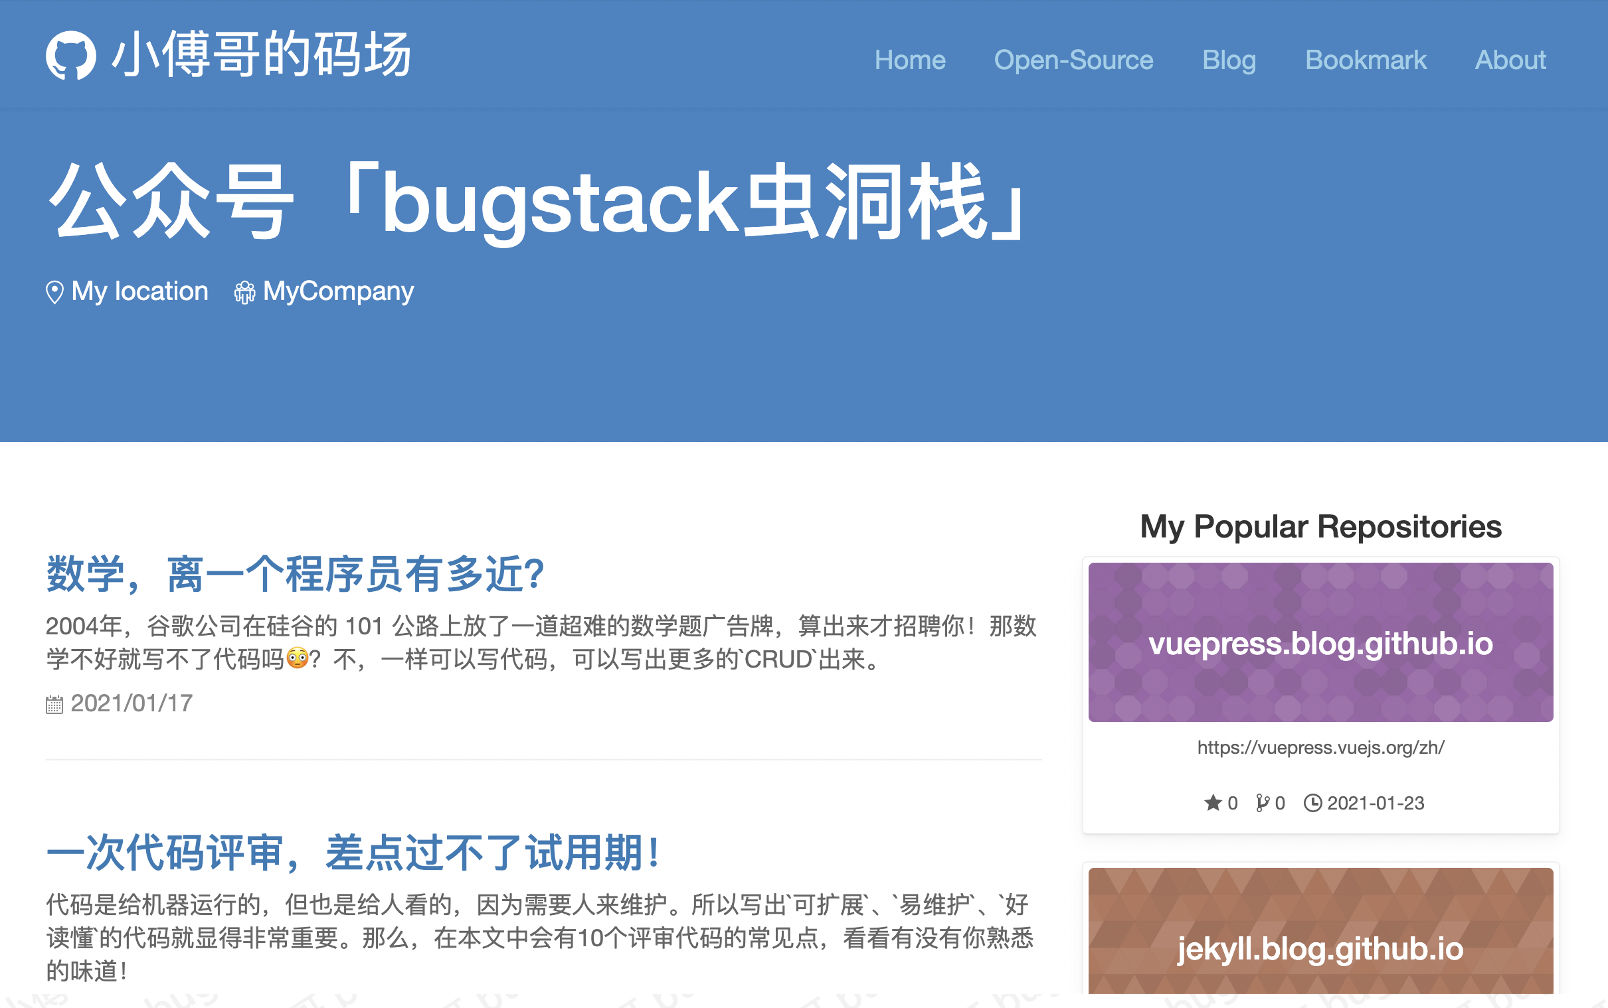 小傅哥的码场
Home Open-Source Blog Bookmark About
公众号「bugstack虫洞栈」
My location MyCompany
数学，离一个程序员有多近？
2004年，谷歌公司在硅谷的 101 公路上放了一道超难的数学题广告牌，算出来才招聘你！那数
学不好就写不了代码吗😳？不，一样可以写代码，可以写出更多的`CRUD`出来。
2021/01/17
一次代码评审，差点过不了试用期！
代码是给机器运行的，但也是给人看的，因为需要人来维护。所以写出`可扩展`、`易维护`、`好
读懂`的代码就显得非常重要。那么，在本文中会有10个评审代码的常见点，看看有没有你熟悉
的味道！
My Popular Repositories
vuepress.blog.github.io
https://vuepress.vuejs.org/zh/
0 0 2021-01-23
jekyll.blog.github.io